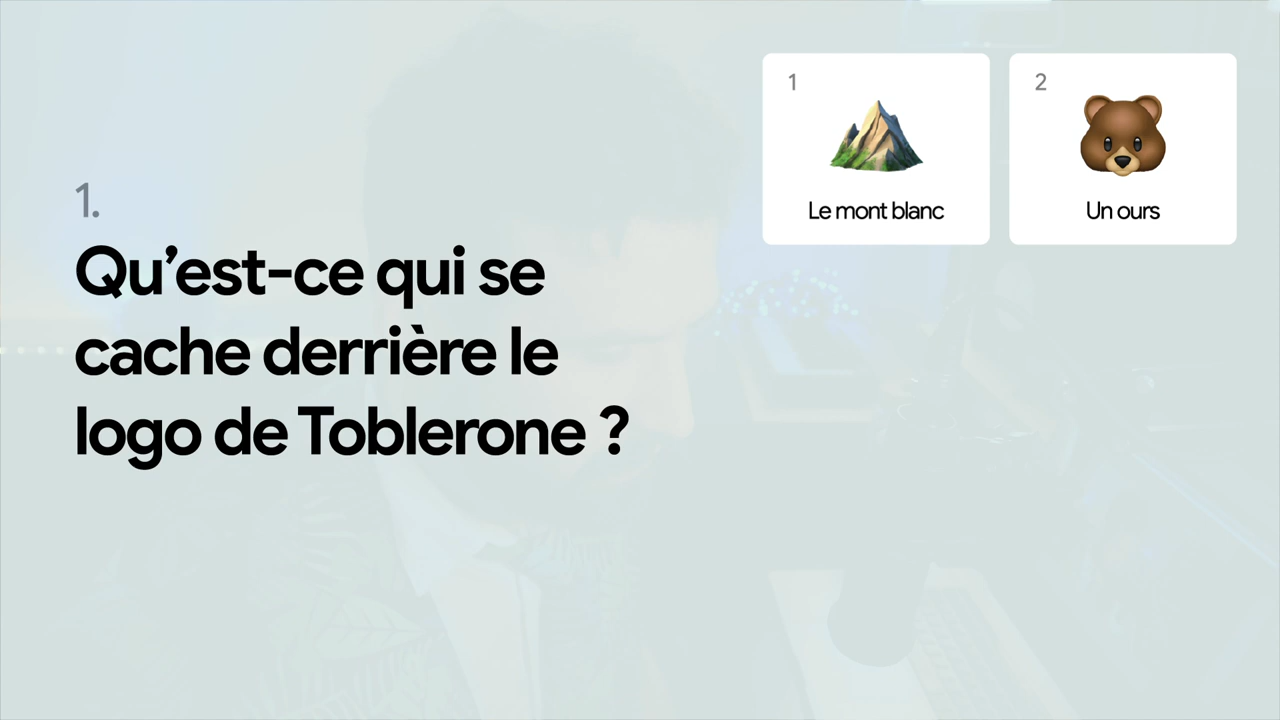 1.
Qu’est-ce qui se
cache derrière le
logo de Toblerone ?
1
Le mont blanc
2
Un ours